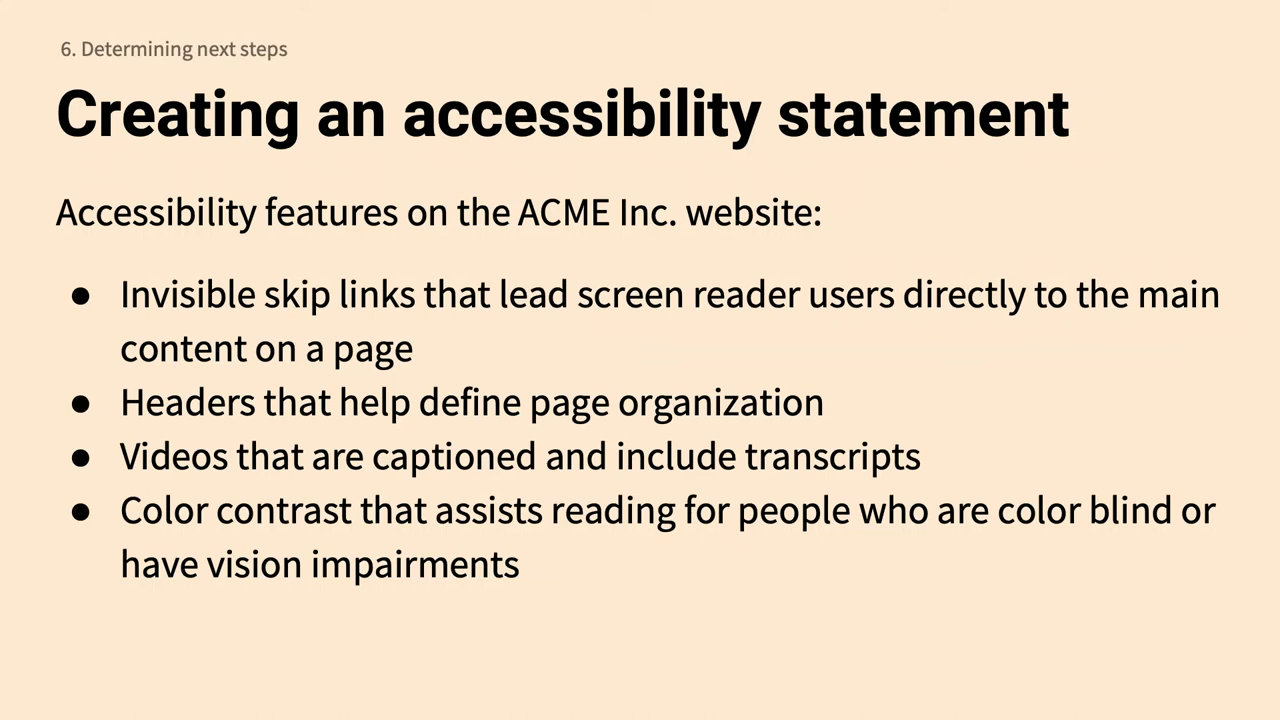 6. Determining next steps
Creating an accessibility statement
Accessibility features on the ACME Inc. website:
● Invisible skip links that lead screen reader users directly to the main
content on a page
● Headers that help define page organization
● Videos that are captioned and include transcripts
● Color contrast that assists reading for people who are color blind or
have vision impairments